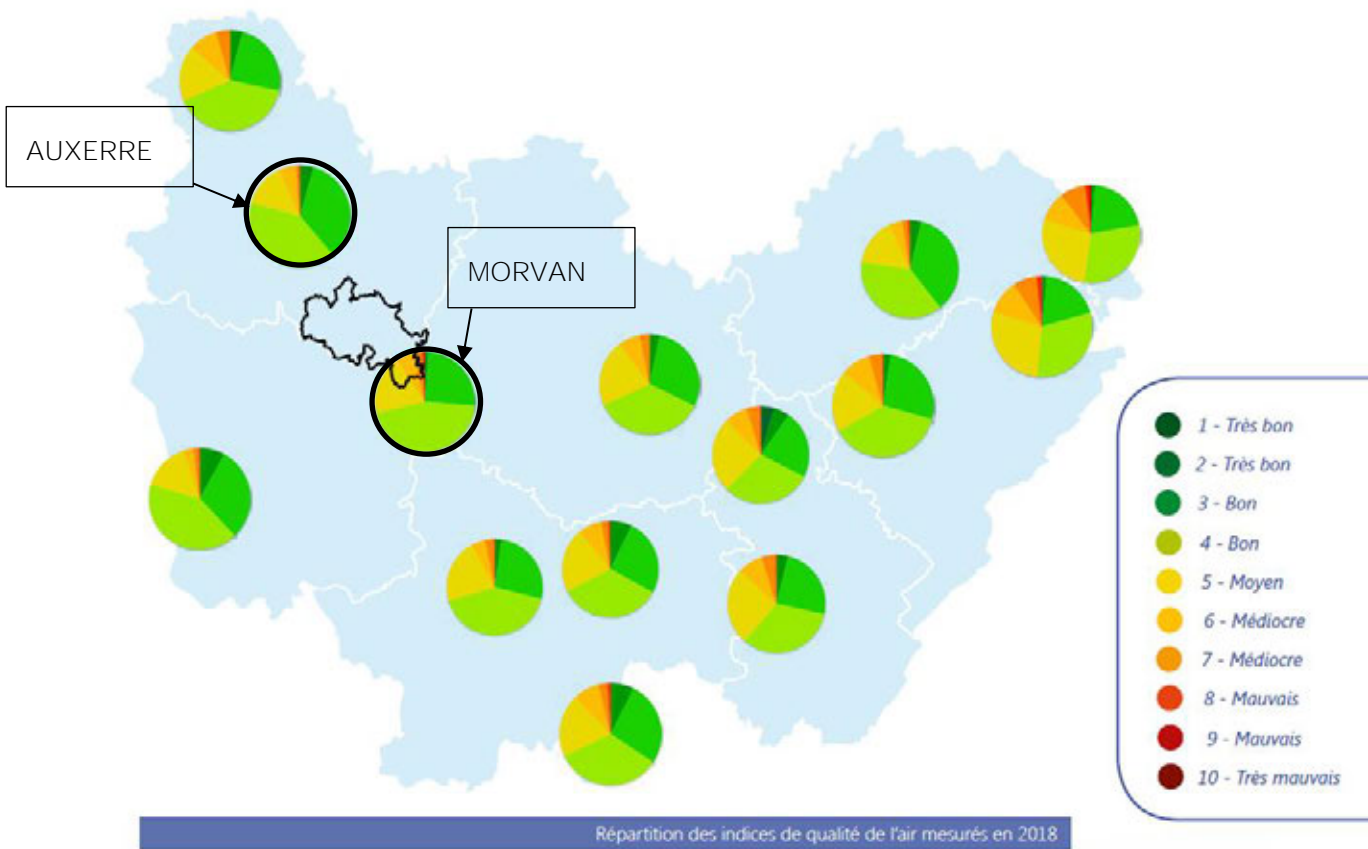 AUXERRE
MORVAN
1 - Très bon
2 - Très bon
3 - Bon
4 - Bon
5 - Moyen
6 - Médiocre
7 - Médiocre
8 - Mauvais
9 - Mauvais
10 - Très mauvais
Répartition des indices de qualité de l'air mesurés en 2018